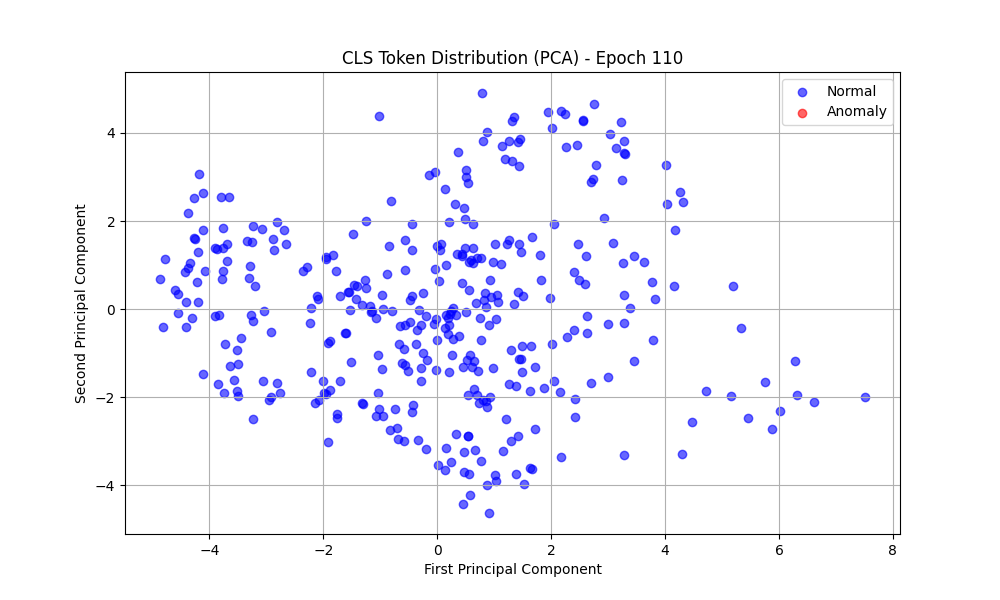 CLS Token Distribution (PCA) - Epoch 110
Normal
Anomaly
Second Principal Component
4
2
0
−2
−4
−4 −2 0 2 4 6 8
First Principal Component